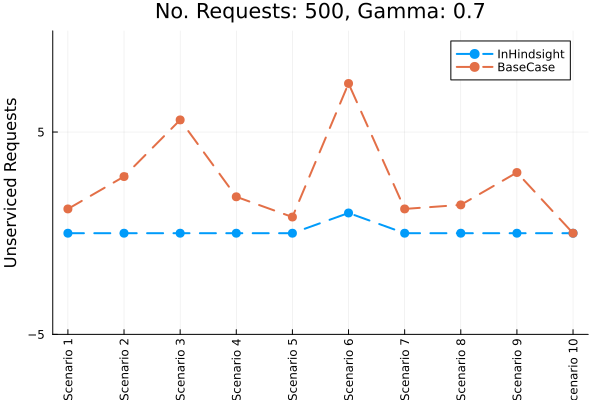 No. Requests: 500, Gamma: 0.7
InHindsight
BaseCase
Unserviced Requests
5
−5
Scenario 1
Scenario 2
Scenario 3
Scenario 4
Scenario 5
Scenario 6
Scenario 7
Scenario 8
Scenario 9
cenario 10